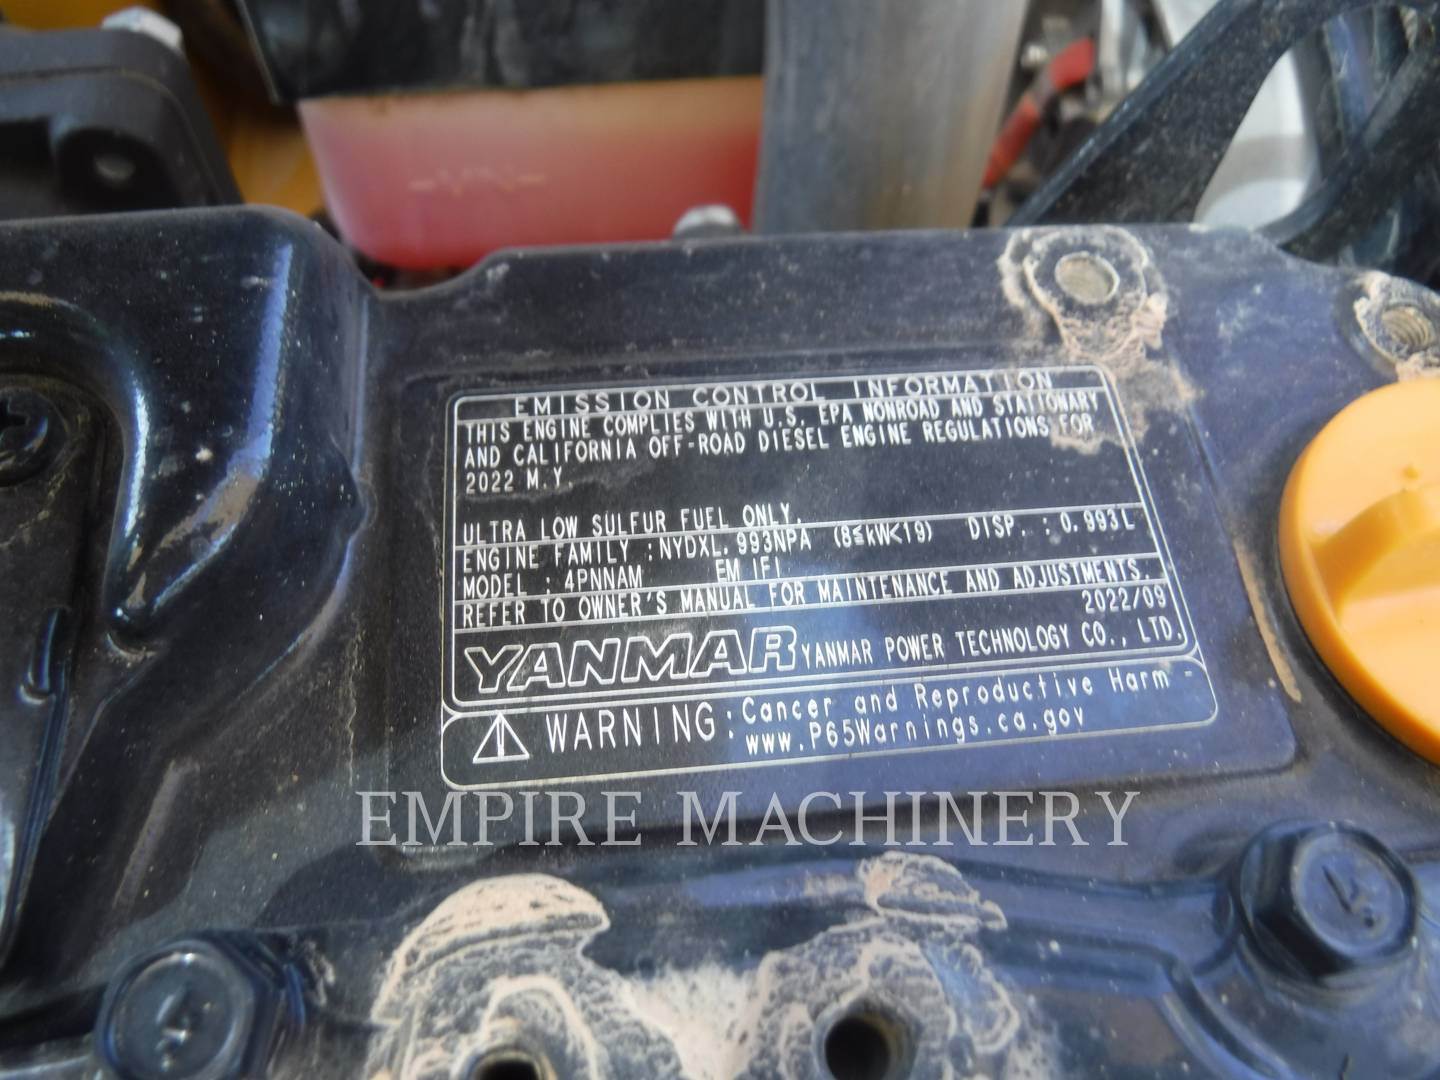 EMISSION CONTROL INFORMATION
THIS ENGINE COMPLIES WITH U.S. EPA NONROAD AND STATIONARY
AND CALIFORNIA OFF-ROAD DIESEL ENGINE REGULATIONS FOR
2022 M.Y.
ULTRA LOW SULFUR FUEL ONLY.
ENGINE FAMILY : NYDXL.993NPA (8≦kW<19) DISP. : 0.993L
MODEL : 4PNNAM EM IFI
REFER TO OWNER'S MANUAL FOR MAINTENANCE AND ADJUSTMENTS.
2022/09
YANMAR YANMAR POWER TECHNOLOGY CO., LTD.
WARNING: Cancer and Reproductive Harm -
www.P65Warnings.ca.gov
EMPIRE MACHINERY